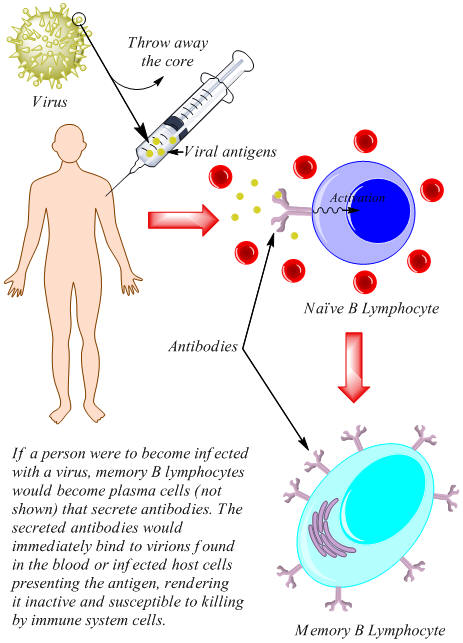 Throw away
the core
Virus
Viral antigens
Activation
Naïve B Lymphocyte
Antibodies
If a person were to become infected
with a virus, memory B lymphocytes
would become plasma cells (not
shown) that secrete antibodies. The
secreted antibodies would
immediately bind to virions found
in the blood or infected host cells
presenting the antigen, rendering
it inactive and susceptible to killing
by immune system cells.
Memory B Lymphocyte